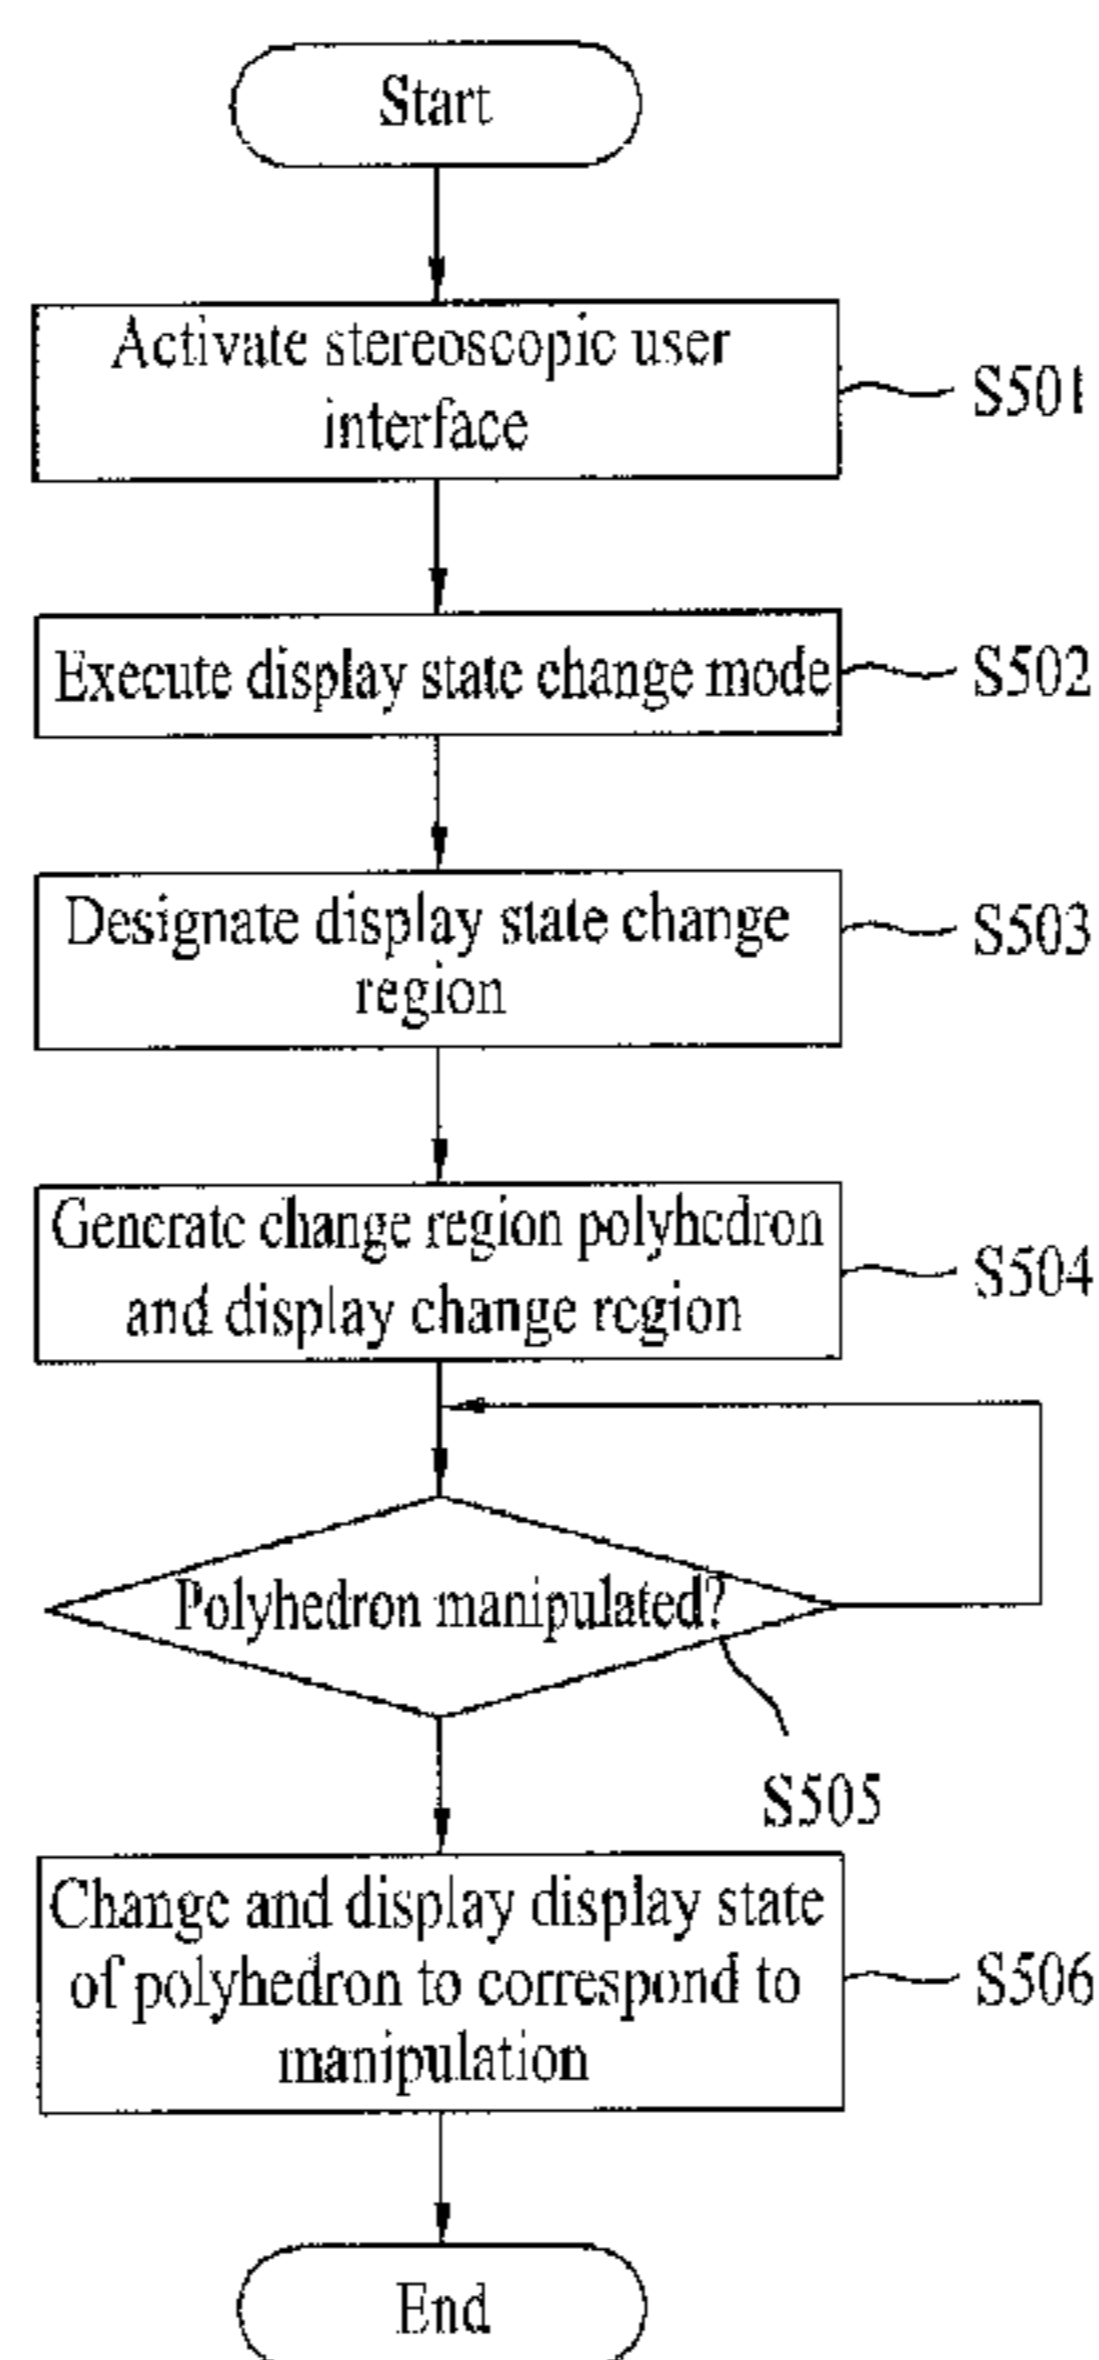 Start
Activate stereoscopic user
interface
S501
Execute display state change mode
S502
Designate display state change
region
S503
Generate change region polyhedron
and display change region
S504
Polyhedron manipulated?
S505
Change and display display state
of polyhedron to correspond to
manipulation
S506
End